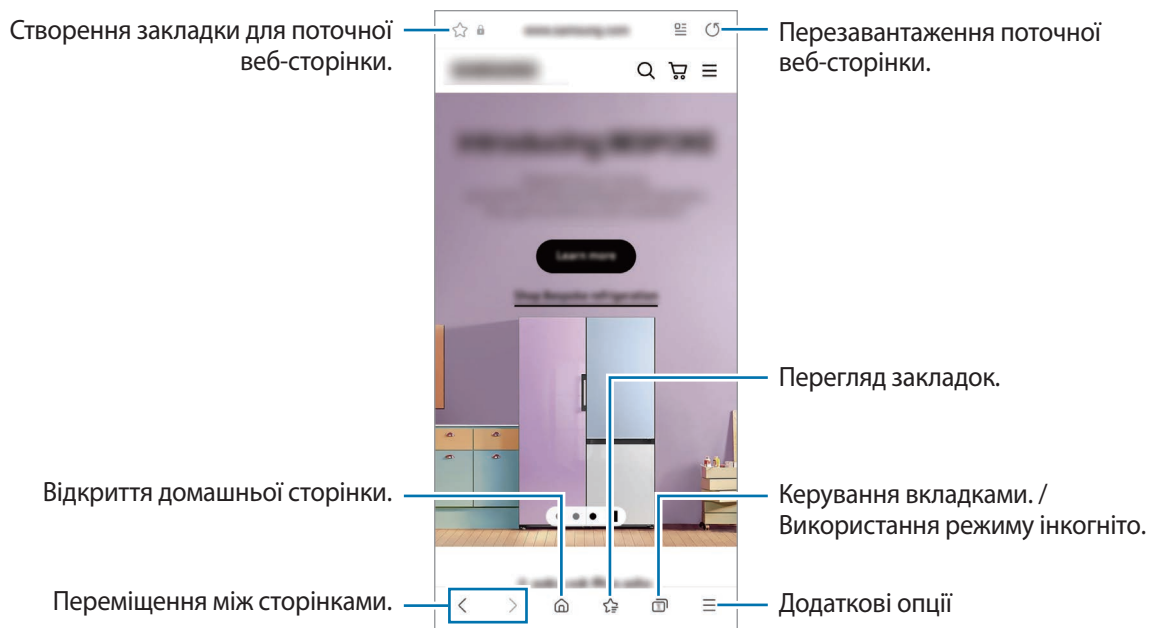 Створення закладки для поточної
веб-сторінки.
Перезавантаження поточної
веб-сторінки.
Перегляд закладок.
Відкриття домашньої сторінки.
Керування вкладками. /
Використання режиму інкогніто.
Переміщення між сторінками.
Додаткові опції